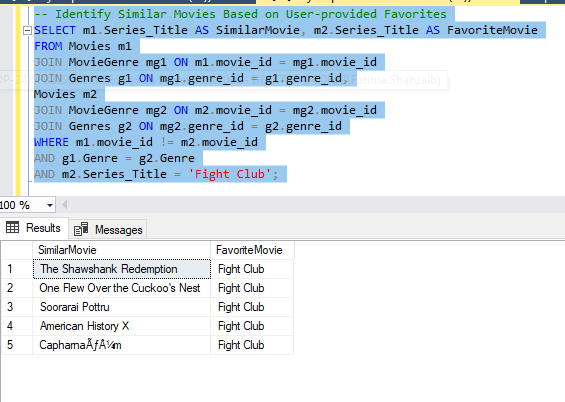 -- Identify Similar Movies Based on User-provided Favorites
SELECT m1.Series_Title AS SimilarMovie, m2.Series_Title AS FavoriteMovie
FROM Movies m1
JOIN MovieGenre mg1 ON m1.movie_id = mg1.movie_id
JOIN Genres g1 ON mg1.genre_id = g1.genre_id,
Movies m2
JOIN MovieGenre mg2 ON m2.movie_id = mg2.movie_id
JOIN Genres g2 ON mg2.genre_id = g2.genre_id
WHERE m1.movie_id != m2.movie_id
AND g1.Genre = g2.Genre
AND m2.Series_Title = 'Fight Club';
100 %
Results Messages
SimilarMovie FavoriteMovie
1 The Shawshank Redemption Fight Club
2 One Flew Over the Cuckoo's Nest Fight Club
3 Soorarai Pottru Fight Club
4 American History X Fight Club
5 CapharnaÃƒÂ¼m Fight Club